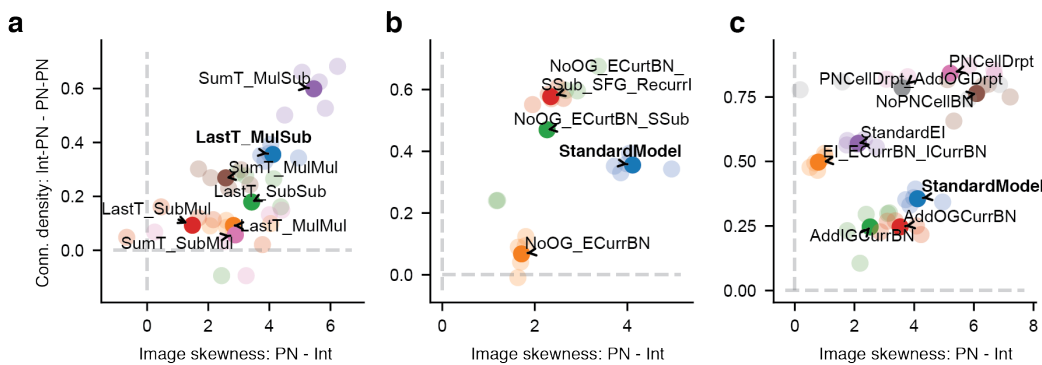 a
Conn. density: Int-PN - PN-PN
0.6
0.4
0.2
0.0
SumT_MulSub
LastT_MulSub
SumT_MulMul
LastT_SubSub
LastT_SubMul
LastT_MulMul
SumT_SubMul
0
2
4
6
Image skewness: PN - Int
b
0.6
0.4
0.2
0.0
NoOG_ECurtBN_
SSub_SFG_RecurrI
NoOG_ECurtBN_SSub
StandardModel
NoOG_ECurrBN
0
2
4
Image skewness: PN - Int
c
0.75
0.50
0.25
0.00
PNCellDrpt
PNCellDrpt_AddOGDrpt
NoPNCellBN
StandardEI
EI_ECurrBN_ICurrBN
StandardModel
AddOGCurrBN
AddIGCurrBN
0
2
4
6
8
Image skewness: PN - Int